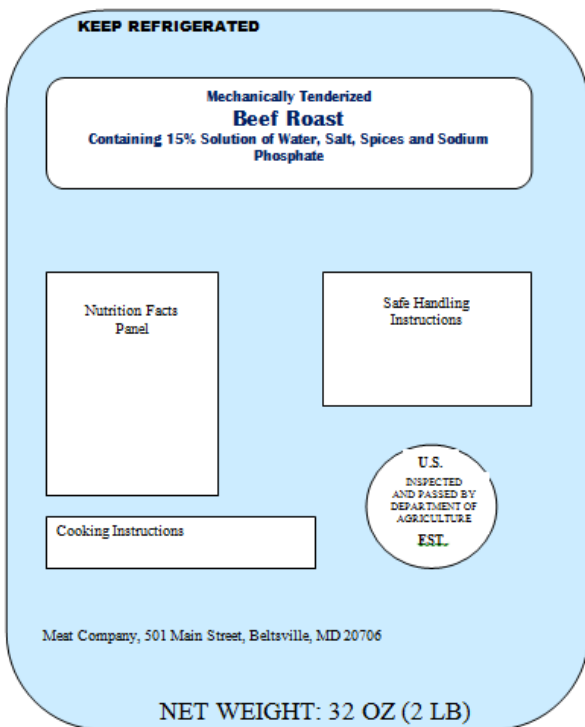 KEEP REFRIGERATED
Mechanically Tenderized
Beef Roast
Containing 15% Solution of Water, Salt, Spices and Sodium
Phosphate
Nutrition Facts
Panel
Safe Handling
Instructions
U.S.
INSPECTED
AND PASSED BY
DEPARTMENT OF
AGRICULTURE
EST.
Cooking Instructions
Meat Company, 501 Main Street, Beltsville, MD 20706
NET WEIGHT: 32 OZ (2 LB)